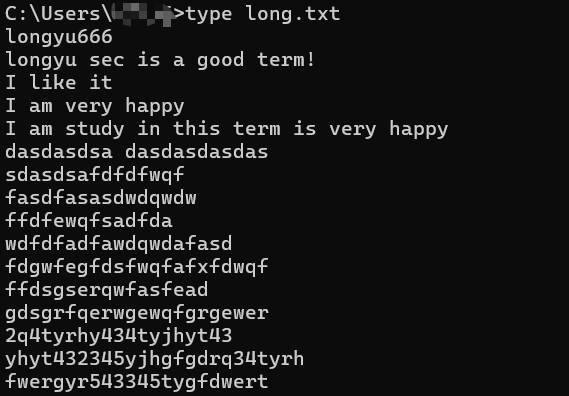 C:\Users\ >type long.txt
longyu666
longyu sec is a good term!
I like it
I am very happy
I am study in this term is very happy
dasdasdsa dasdasdasdas
sdasdsafdfdfwqf
fasdfasasdwdqwdw
ffdfewqfsadfda
wdfdfadfawdqwdafasd
fdgwfegfdsfwqfafxfdwqf
ffdsgserqwfasfead
gdsgrfqerwgewqfgrgewer
2q4tyrhy434tyjhyt43
yhyt432345yjhgfgdrq34tyrh
fwergyr543345tygfdwert